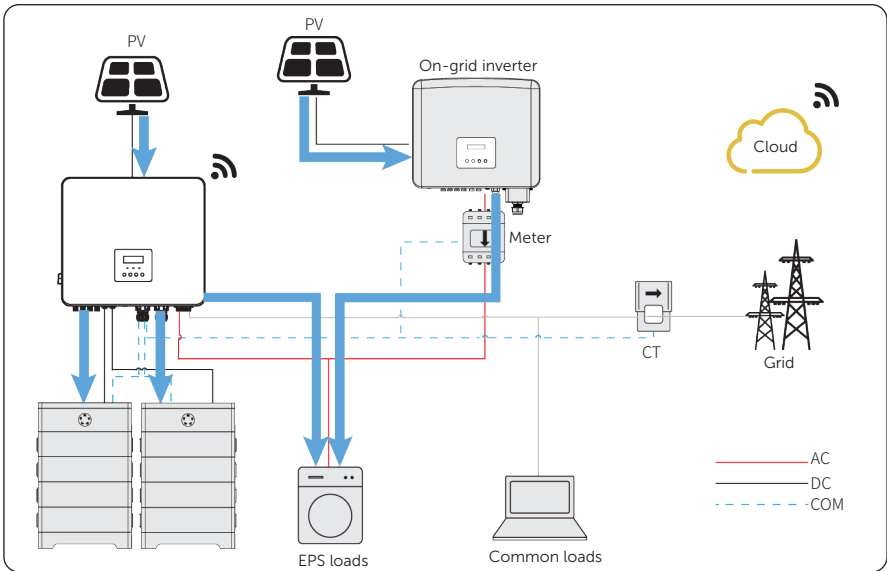 PV
PV
On-grid inverter
Cloud
Meter
CT
Grid
AC
DC
COM
EPS loads
Common loads